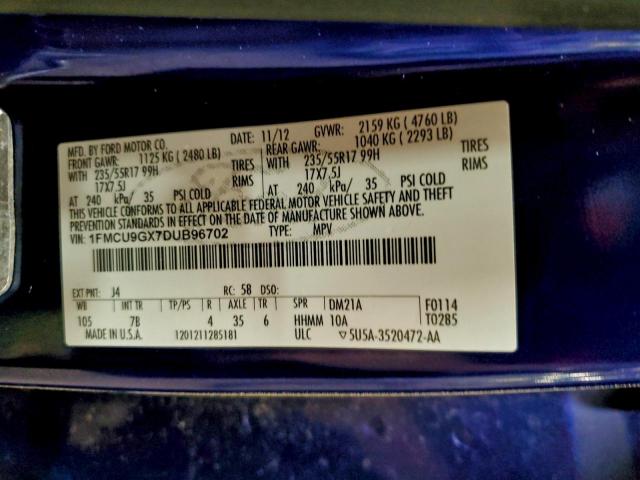 MFD. BY FORD MOTOR CO. DATE: 11/12 GVWR: 2159 KG ( 4760 LB)
FRONT GAWR: 1125 KG ( 2480 LB) REAR GAWR: 1040 KG ( 2293 LB)
WITH 235/55R17 99H TIRES WITH 235/55R17 99H TIRES
17X7.5J RIMS 17X7.5J RIMS
AT 240 kPa/ 35 PSI COLD AT 240 kPa/ 35 PSI COLD
THIS VEHICLE CONFORMS TO ALL APPLICABLE FEDERAL MOTOR VEHICLE SAFETY AND THEFT
PREVENTION STANDARDS IN EFFECT ON THE DATE OF MANUFACTURE SHOWN ABOVE.
VIN: 1FMCU9GX7DUB96702 TYPE: MPV
EXT PNT: J4 RC: 58 DSO:
WB INT TR TP/PS R AXLE TR SPR DM21A F0114
105 7B 4 35 6 HHMM 10A T0285
MADE IN U.S.A. 1201211285181 ULC ▽5U5A-3520472-AA